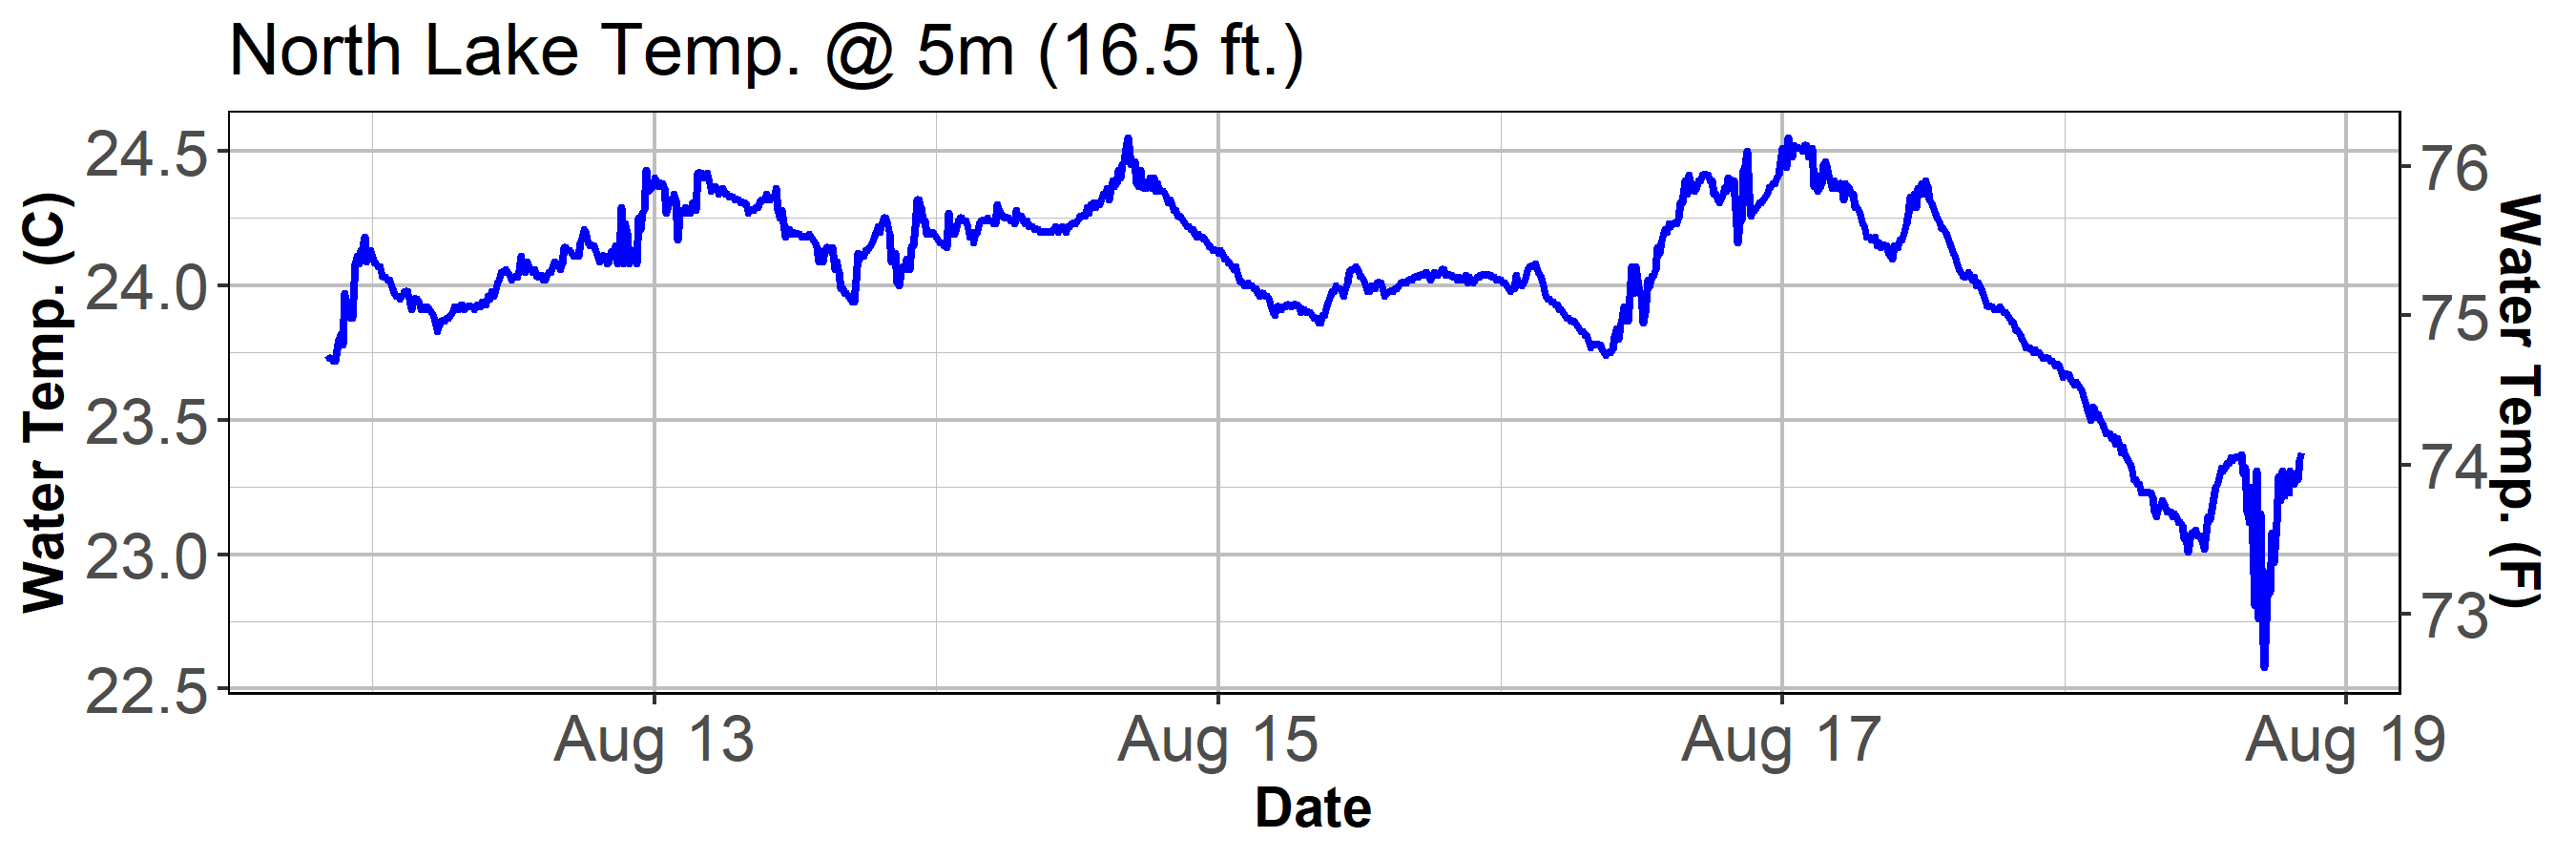 North Lake Temp. @ 5m (16.5 ft.)
Water Temp. (C)
24.5
24.0
23.5
23.0
22.5
76
75
74
73
Water Temp. (F)
Aug 13
Aug 15
Aug 17
Aug 19
Date